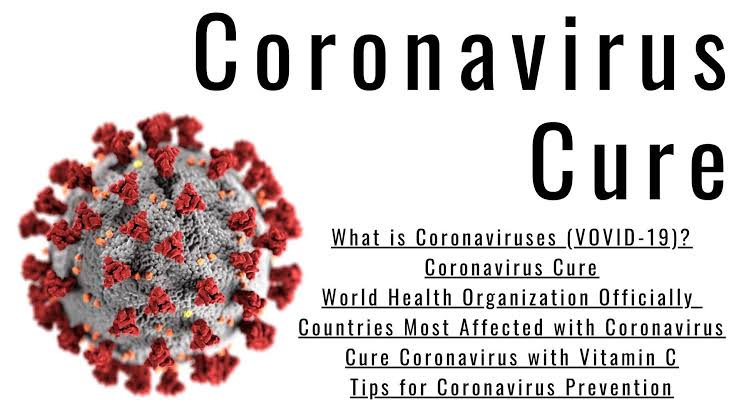 Coronavirus
Cure
What is Coronaviruses (VOVID-19)?
Coronavirus Cure
World Health Organization Officially
Countries Most Affected with Coronavirus
Cure Coronavirus with Vitamin C
Tips for Coronavirus Prevention